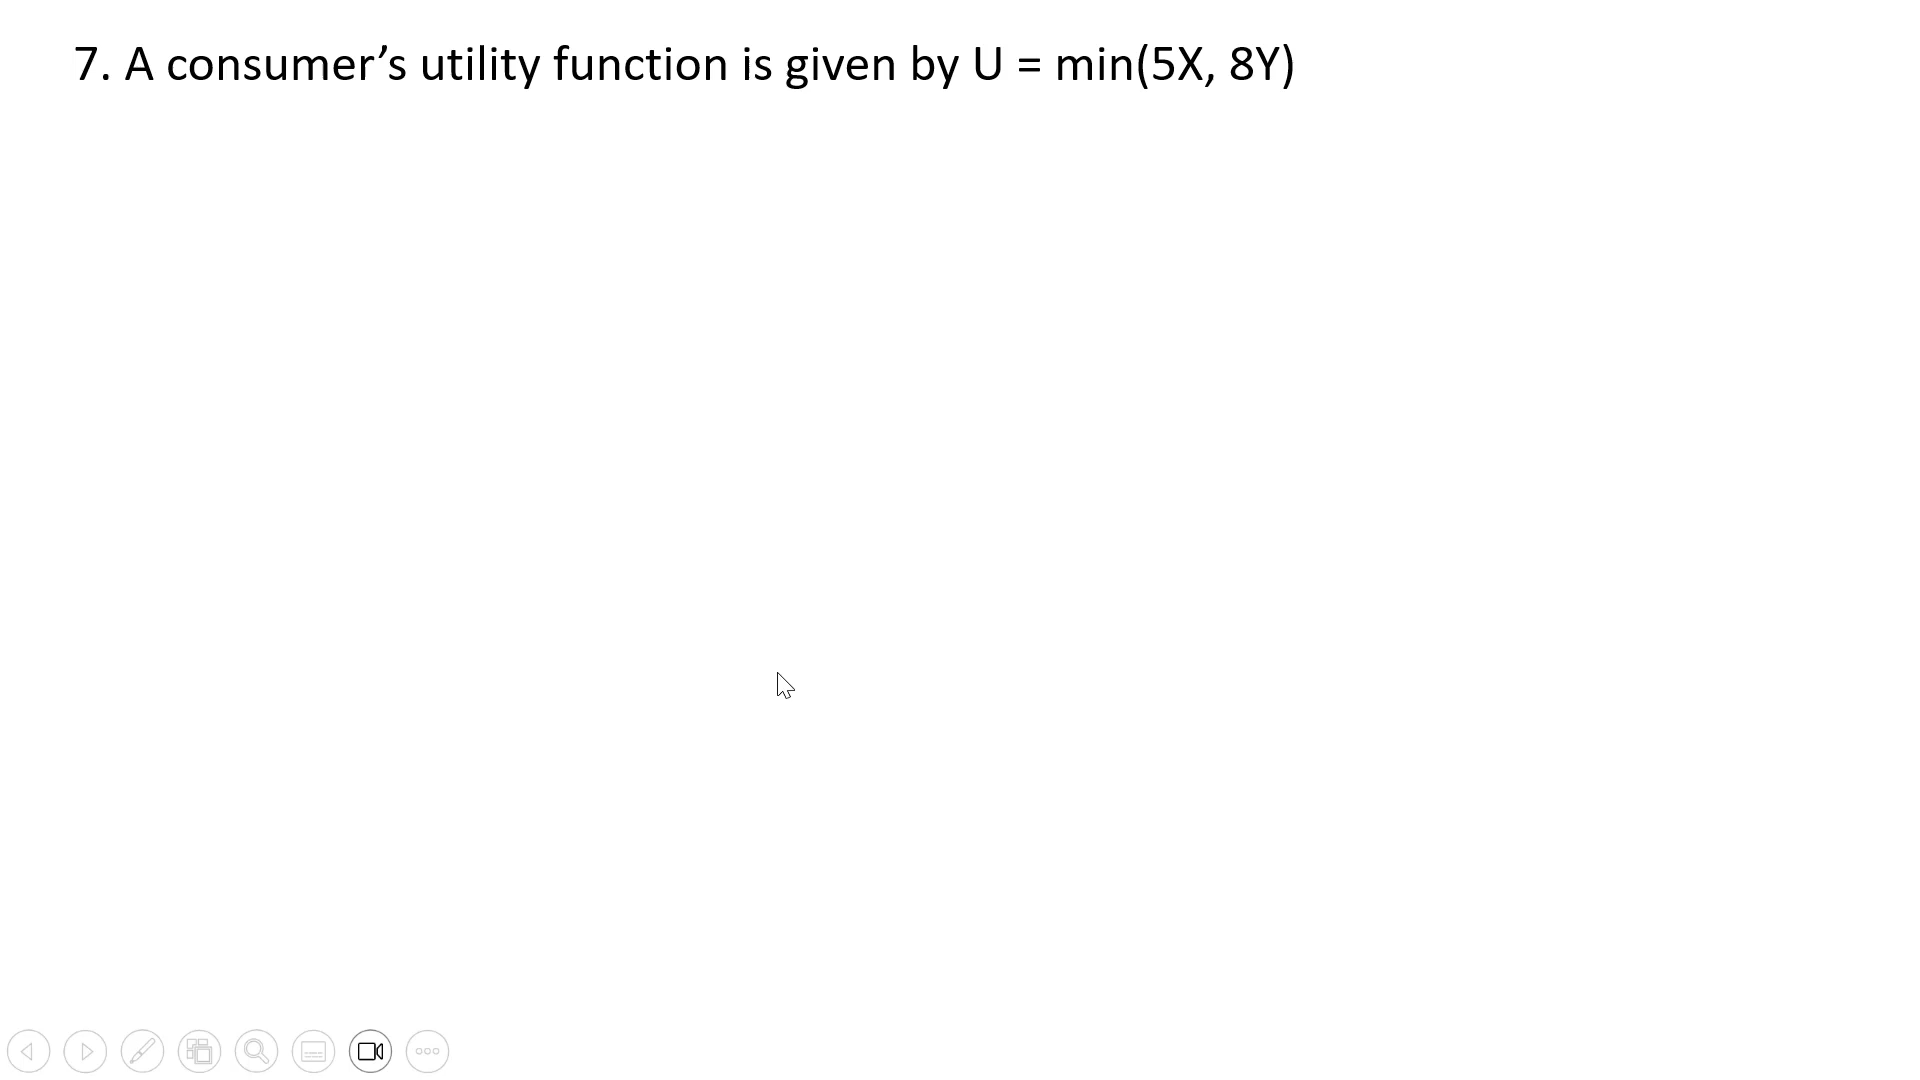 7. A consumer’s utility function is given by U = min(5X, 8Y)